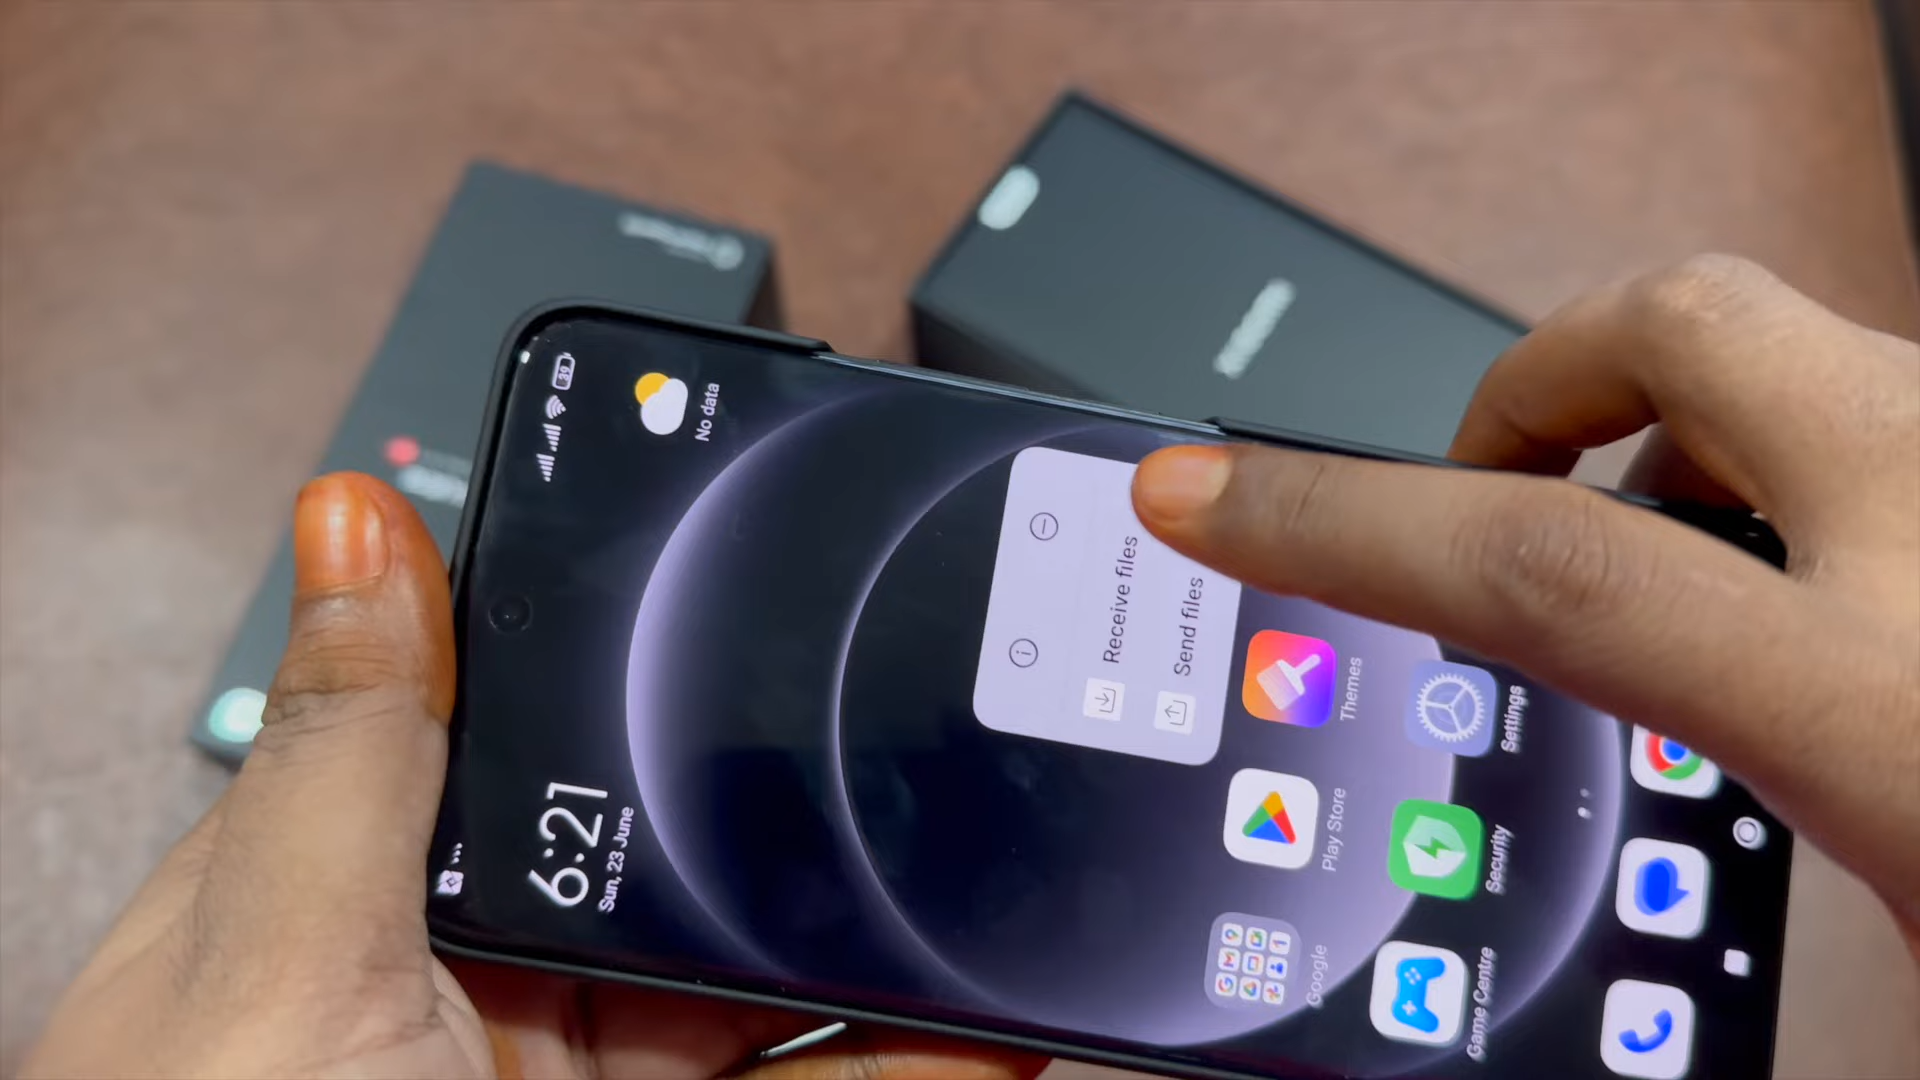 39
6:21
Sun, 23 June
No data
Receive files
Send files
Google
Play Store
Themes
Game Centre
Security
Settings